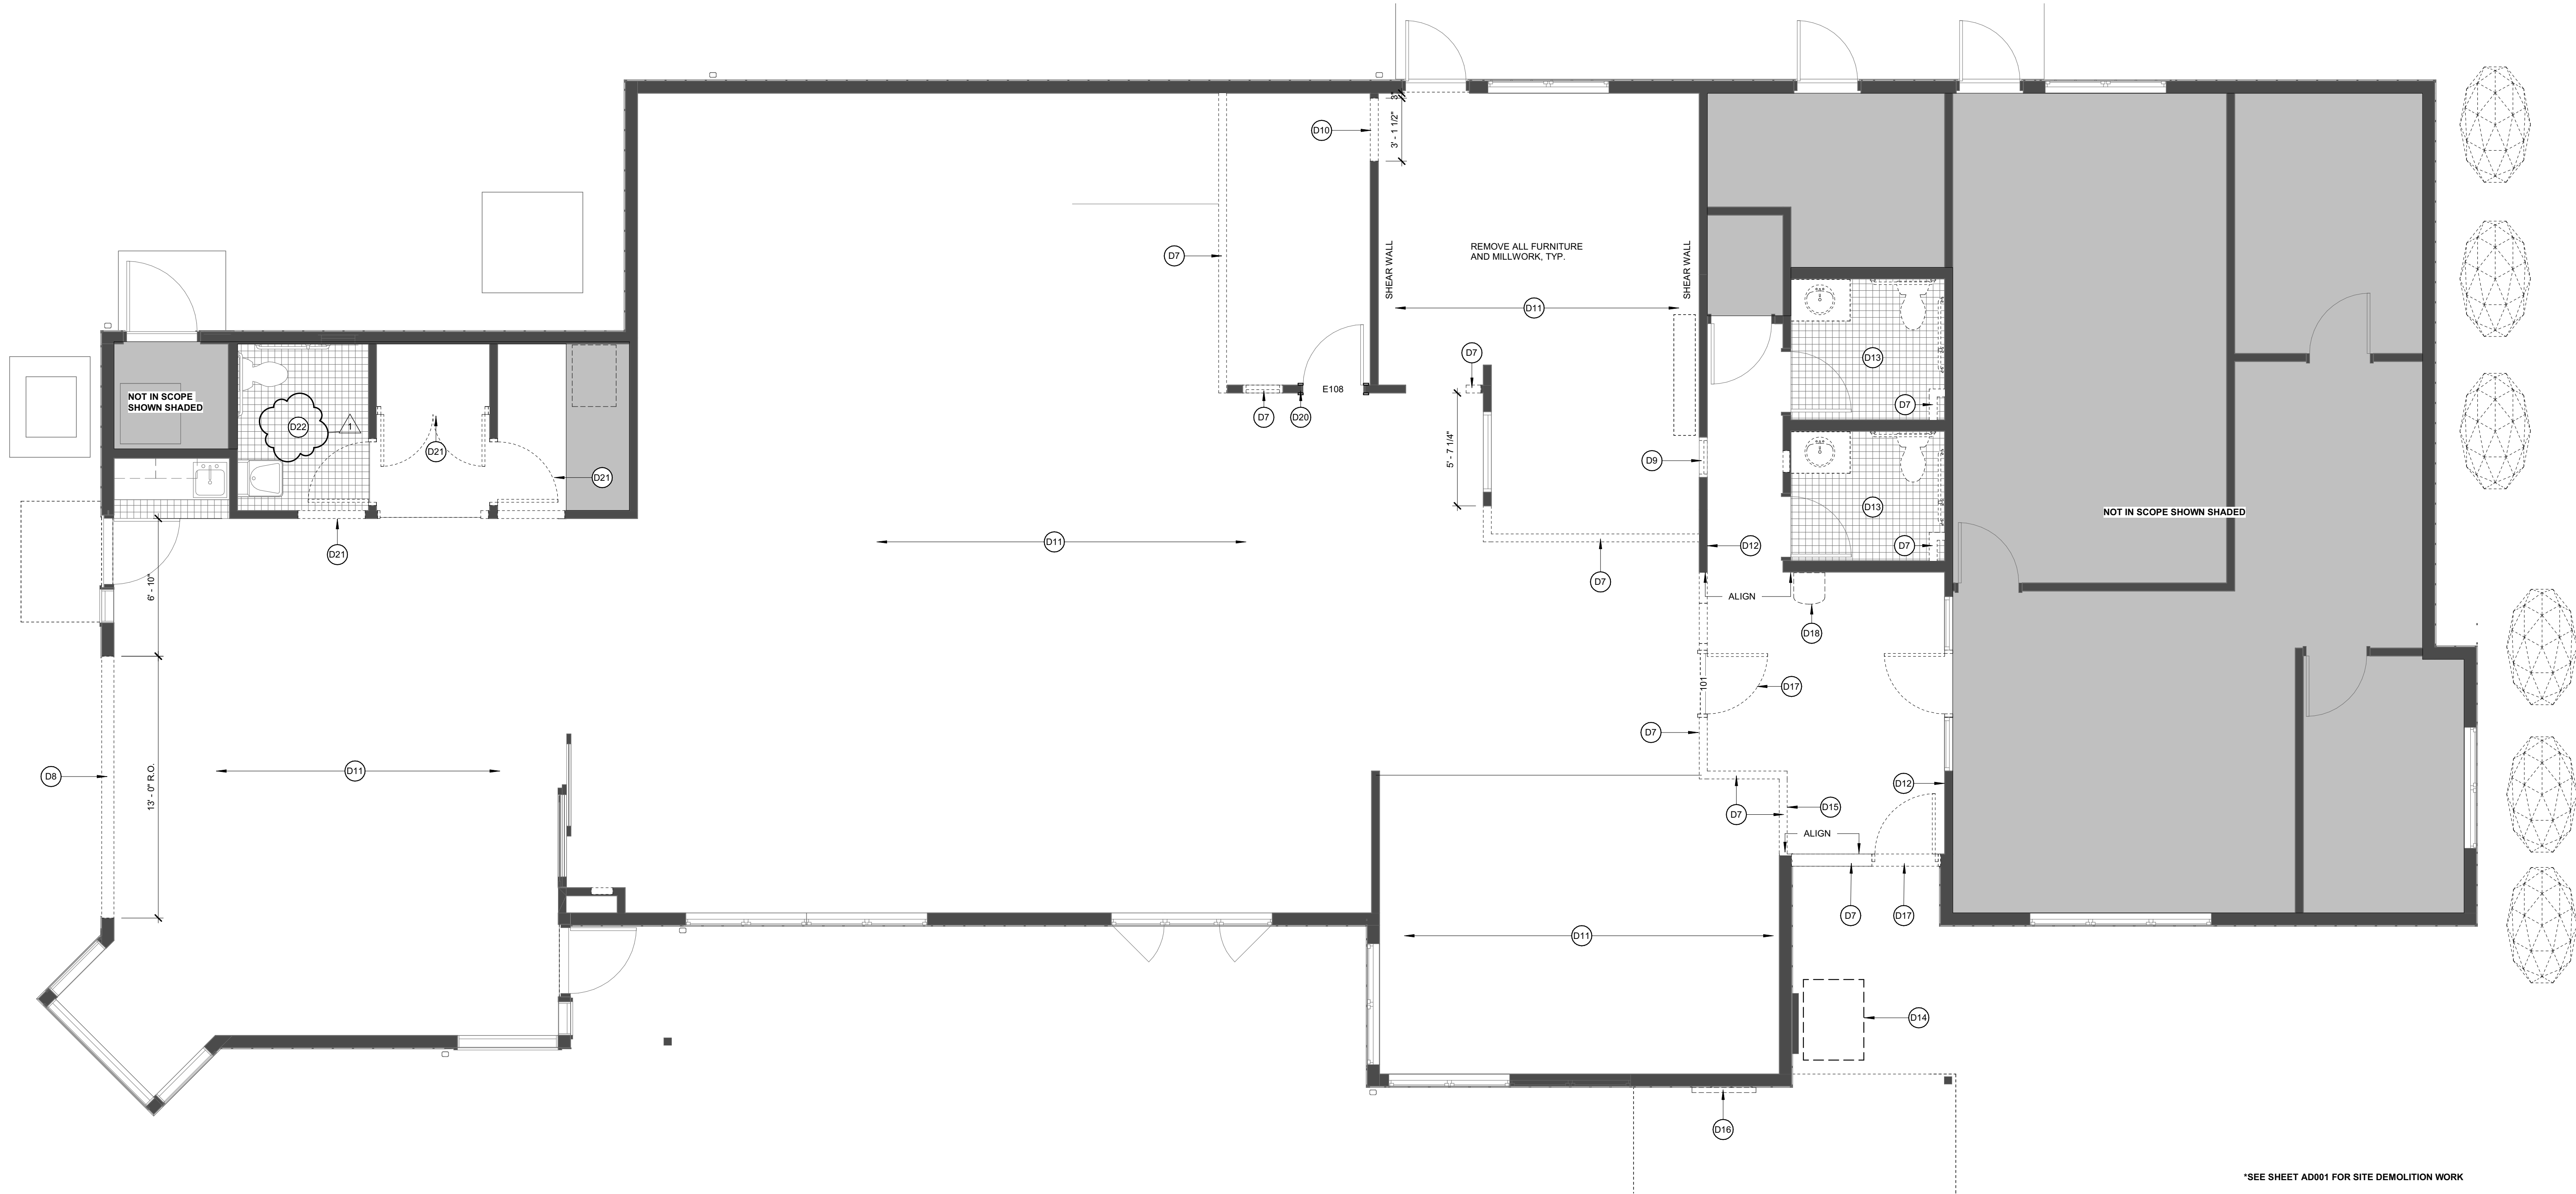 3"
D10
3' - 1 1/2"
D7
SHEAR WALL
REMOVE ALL FURNITURE
AND MILLWORK, TYP.
SHEAR WALL
D11
D7
D13
NOT IN SCOPE
SHOWN SHADED
E108
D7
D20
D7
D22
1
D21
D21
5' - 7 1/4"
D9
D13
NOT IN SCOPE SHOWN SHADED
D21
D11
D12
D7
D7
6' - 10"
ALIGN
D18
101
D17
D7
D8
D11
13' - 0" R.O.
D12
D7
D15
ALIGN
D7
D17
D11
D14
D16
*SEE SHEET AD001 FOR SITE DEMOLITION WORK